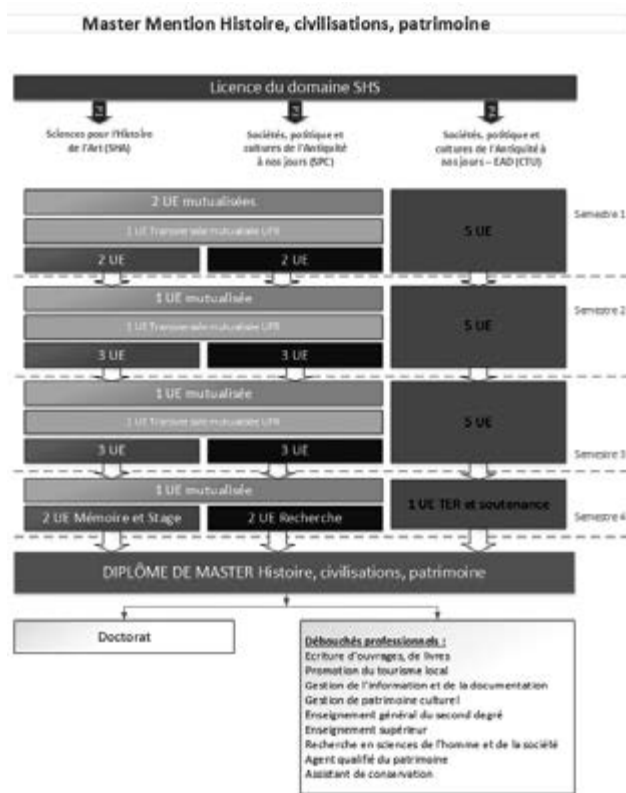 Master Mention Histoire, civilisations, patrimoine
Licence du domaine SHS
Sciences pour l'Histoire
de l'Art (SHA)
Sociétés, politique et
cultures de l'Antiquité
à nos jours (SPC)
Sociétés, politique et
cultures de l'Antiquité à
nos jours – EAD (CTU)
2 UE mutualisées
1 UE Transversale mutualisée UFR
2 UE
2 UE
5 UE
Semestre 1
1 UE mutualisée
1 UE Transversale mutualisée UFR
3 UE
3 UE
5 UE
Semestre 2
1 UE mutualisée
1 UE Transversale mutualisée UFR
3 UE
3 UE
5 UE
Semestre 3
1 UE mutualisée
2 UE Mémoire et Stage
2 UE Recherche
1 UE TER et soutenance
Semestre 4
DIPLÔME DE MASTER Histoire, civilisations, patrimoine
Doctorat
Débouchés professionnels :
Ecriture d'ouvrages, de livres
Promotion du tourisme local
Gestion de l'information et de la documentation
Gestion de patrimoine culturel
Enseignement général du second degré
Enseignement supérieur
Recherche en sciences de l'homme et de la société
Agent qualifié du patrimoine
Assistant de conservation